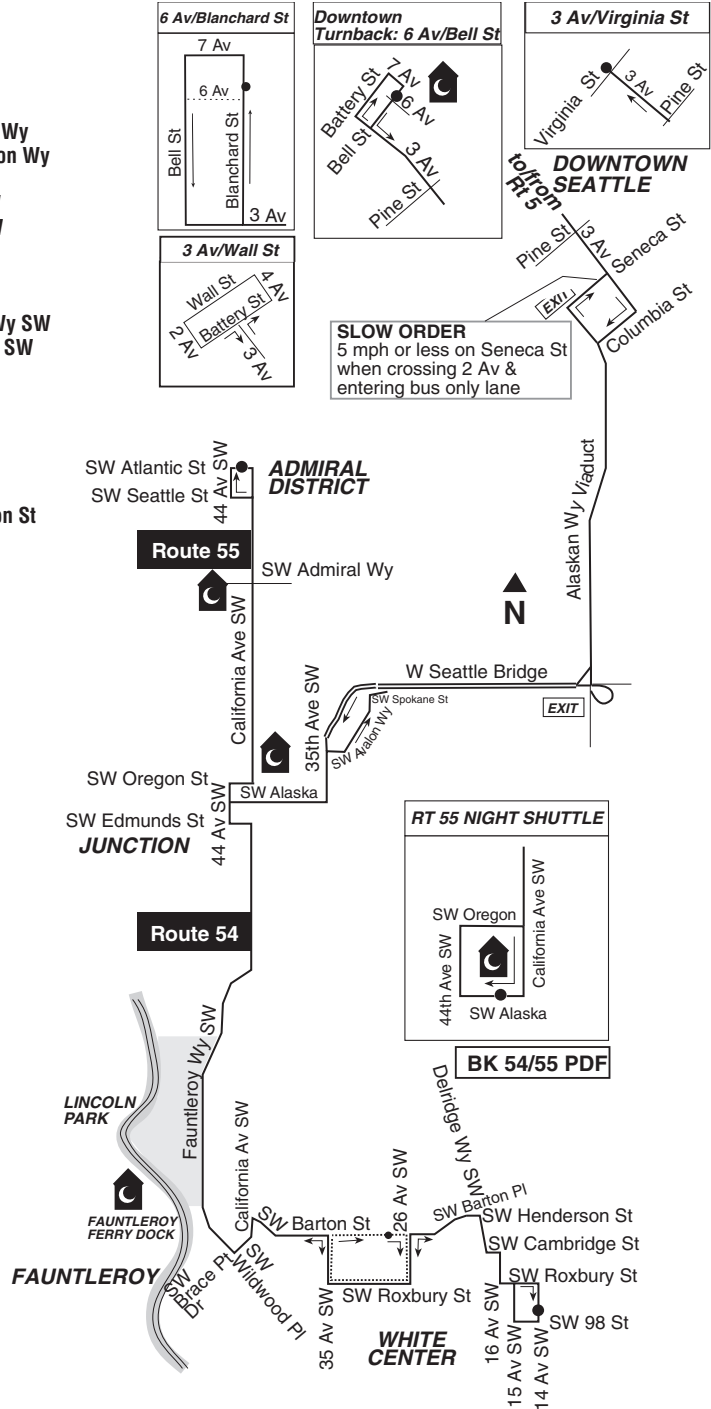 6 Av/Blanchard St
7 Av
6 Av
Bell St
Blanchard St
3 Av
Downtown
Turnback: 6 Av/Bell St
Battery St
7 Av
6 Av
Bell St
3 Av
Pine St
3 Av/Virginia St
Virginia St
3 Av
Pine St
Wy
on Wy
Wy SW
SW
on St
3 Av/Wall St
Wall St
4 Av
Battery St
2 Av
3 Av
DOWNTOWN
SEATTLE
to/from
Rt 5
Pine St
3 Av
Seneca St
EXIT
Columbia St
SLOW ORDER
5 mph or less on Seneca St
when crossing 2 Av &
entering bus only lane
Alaskan Wy Viaduct
SW Atlantic St
44 Av SW
ADMIRAL
DISTRICT
SW Seattle St
Route 55
SW Admiral Wy
California Ave SW
N
W Seattle Bridge
EXIT
35th Ave SW
SW Spokane St
SW Avalon Wy
SW Oregon St
SW Alaska
44 Av SW
SW Edmunds St
JUNCTION
RT 55 NIGHT SHUTTLE
SW Oregon
California Ave SW
44th Ave SW
SW Alaska
BK 54/55 PDF
Route 54
Fauntleroy Wy SW
LINCOLN
PARK
FAUNTLEROY
FERRY DOCK
FAUNTLEROY
California Av SW
SW
Brace Pt
Dr
SW
Wildwood Pl
SW Barton St
26 Av SW
35 Av SW
SW Roxbury St
WHITE
CENTER
Delridge Wy SW
SW Barton Pl
SW Henderson St
SW Cambridge St
SW Roxbury St
16 Av SW
15 Av SW
14 Av SW
SW 98 St